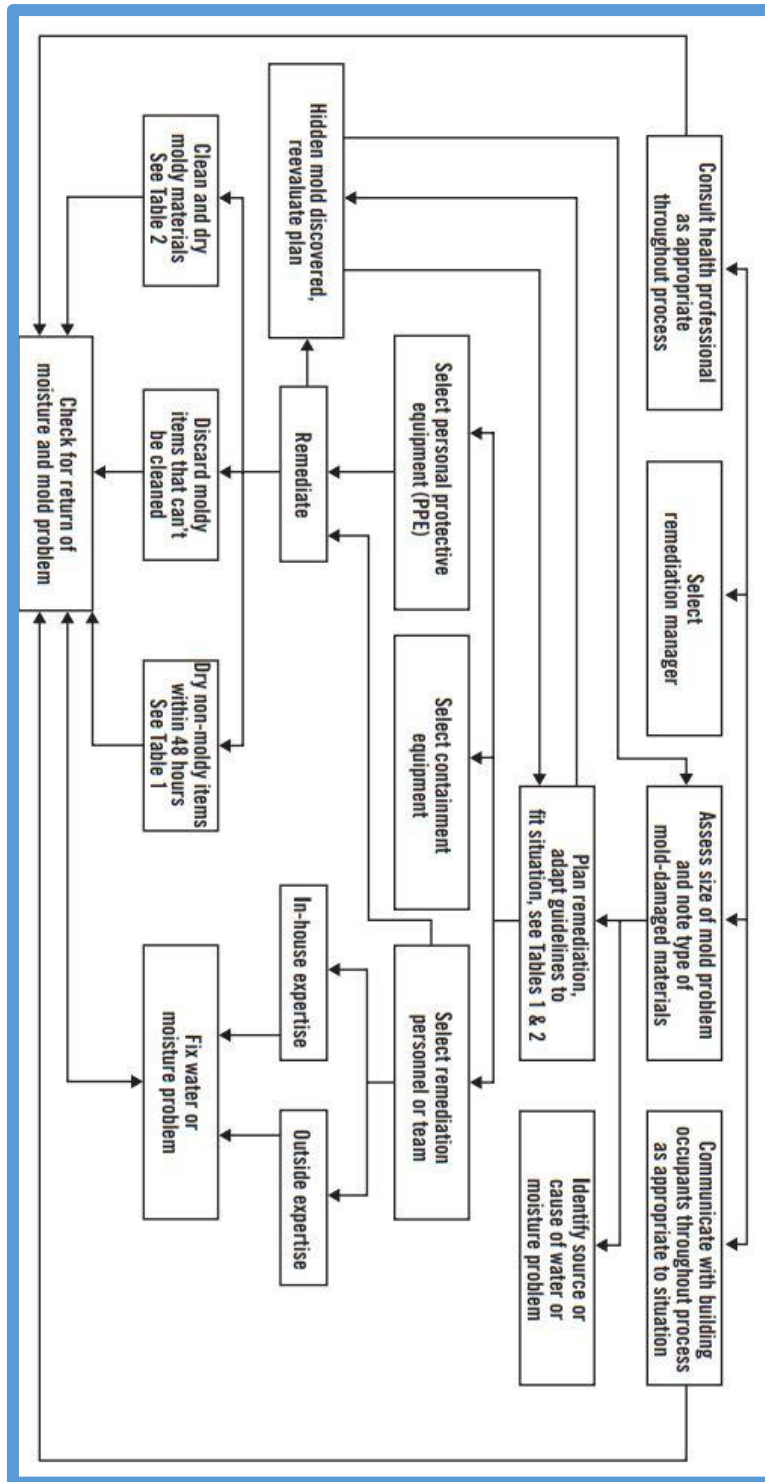 Consult health professional
as appropriate
throughout process
Select
remediation manager
Assess size of mold problem
and note type of
mold-damaged materials
Communicate with building
occupants throughout process
as appropriate to situation
Hidden mold discovered,
reevaluate plan
Plan remediation,
adapt guidelines to
fit situation, see Tables 1 & 2
Identify source or
cause of water or
moisture problem
Select personal protective
equipment (PPE)
Select containment
equipment
Select remediation
personnel or team
Remediate
In-house expertise
Outside expertise
Clean and dry
moldy materials
See Table 2
Discard moldy
items that can't
be cleaned
Dry non-moldy items
within 48 hours
See Table 1
Fix water or
moisture problem
Check for return of
moisture and mold problem